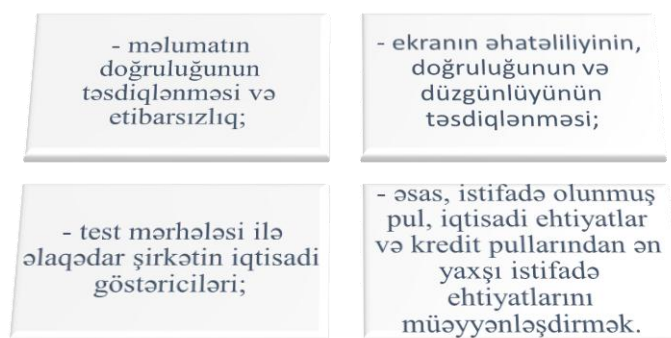 - məlumatın
doğruluğunun
təsdiqlənməsi və
etibarsızlıq;
- ekranın əhatəliliyinin,
doğruluğunun və
düzgünlüyünün
təsdiqlənməsi;
- test mərhələsi ilə
əlaqədar şirkətin iqtisadi
göstəriciləri;
- əsas, istifadə olunmuş
pul, iqtisadi ehtiyatlar
və kredit pullarından ən
yaxşı istifadə
ehtiyatlarını
müəyyənləşdirmək.